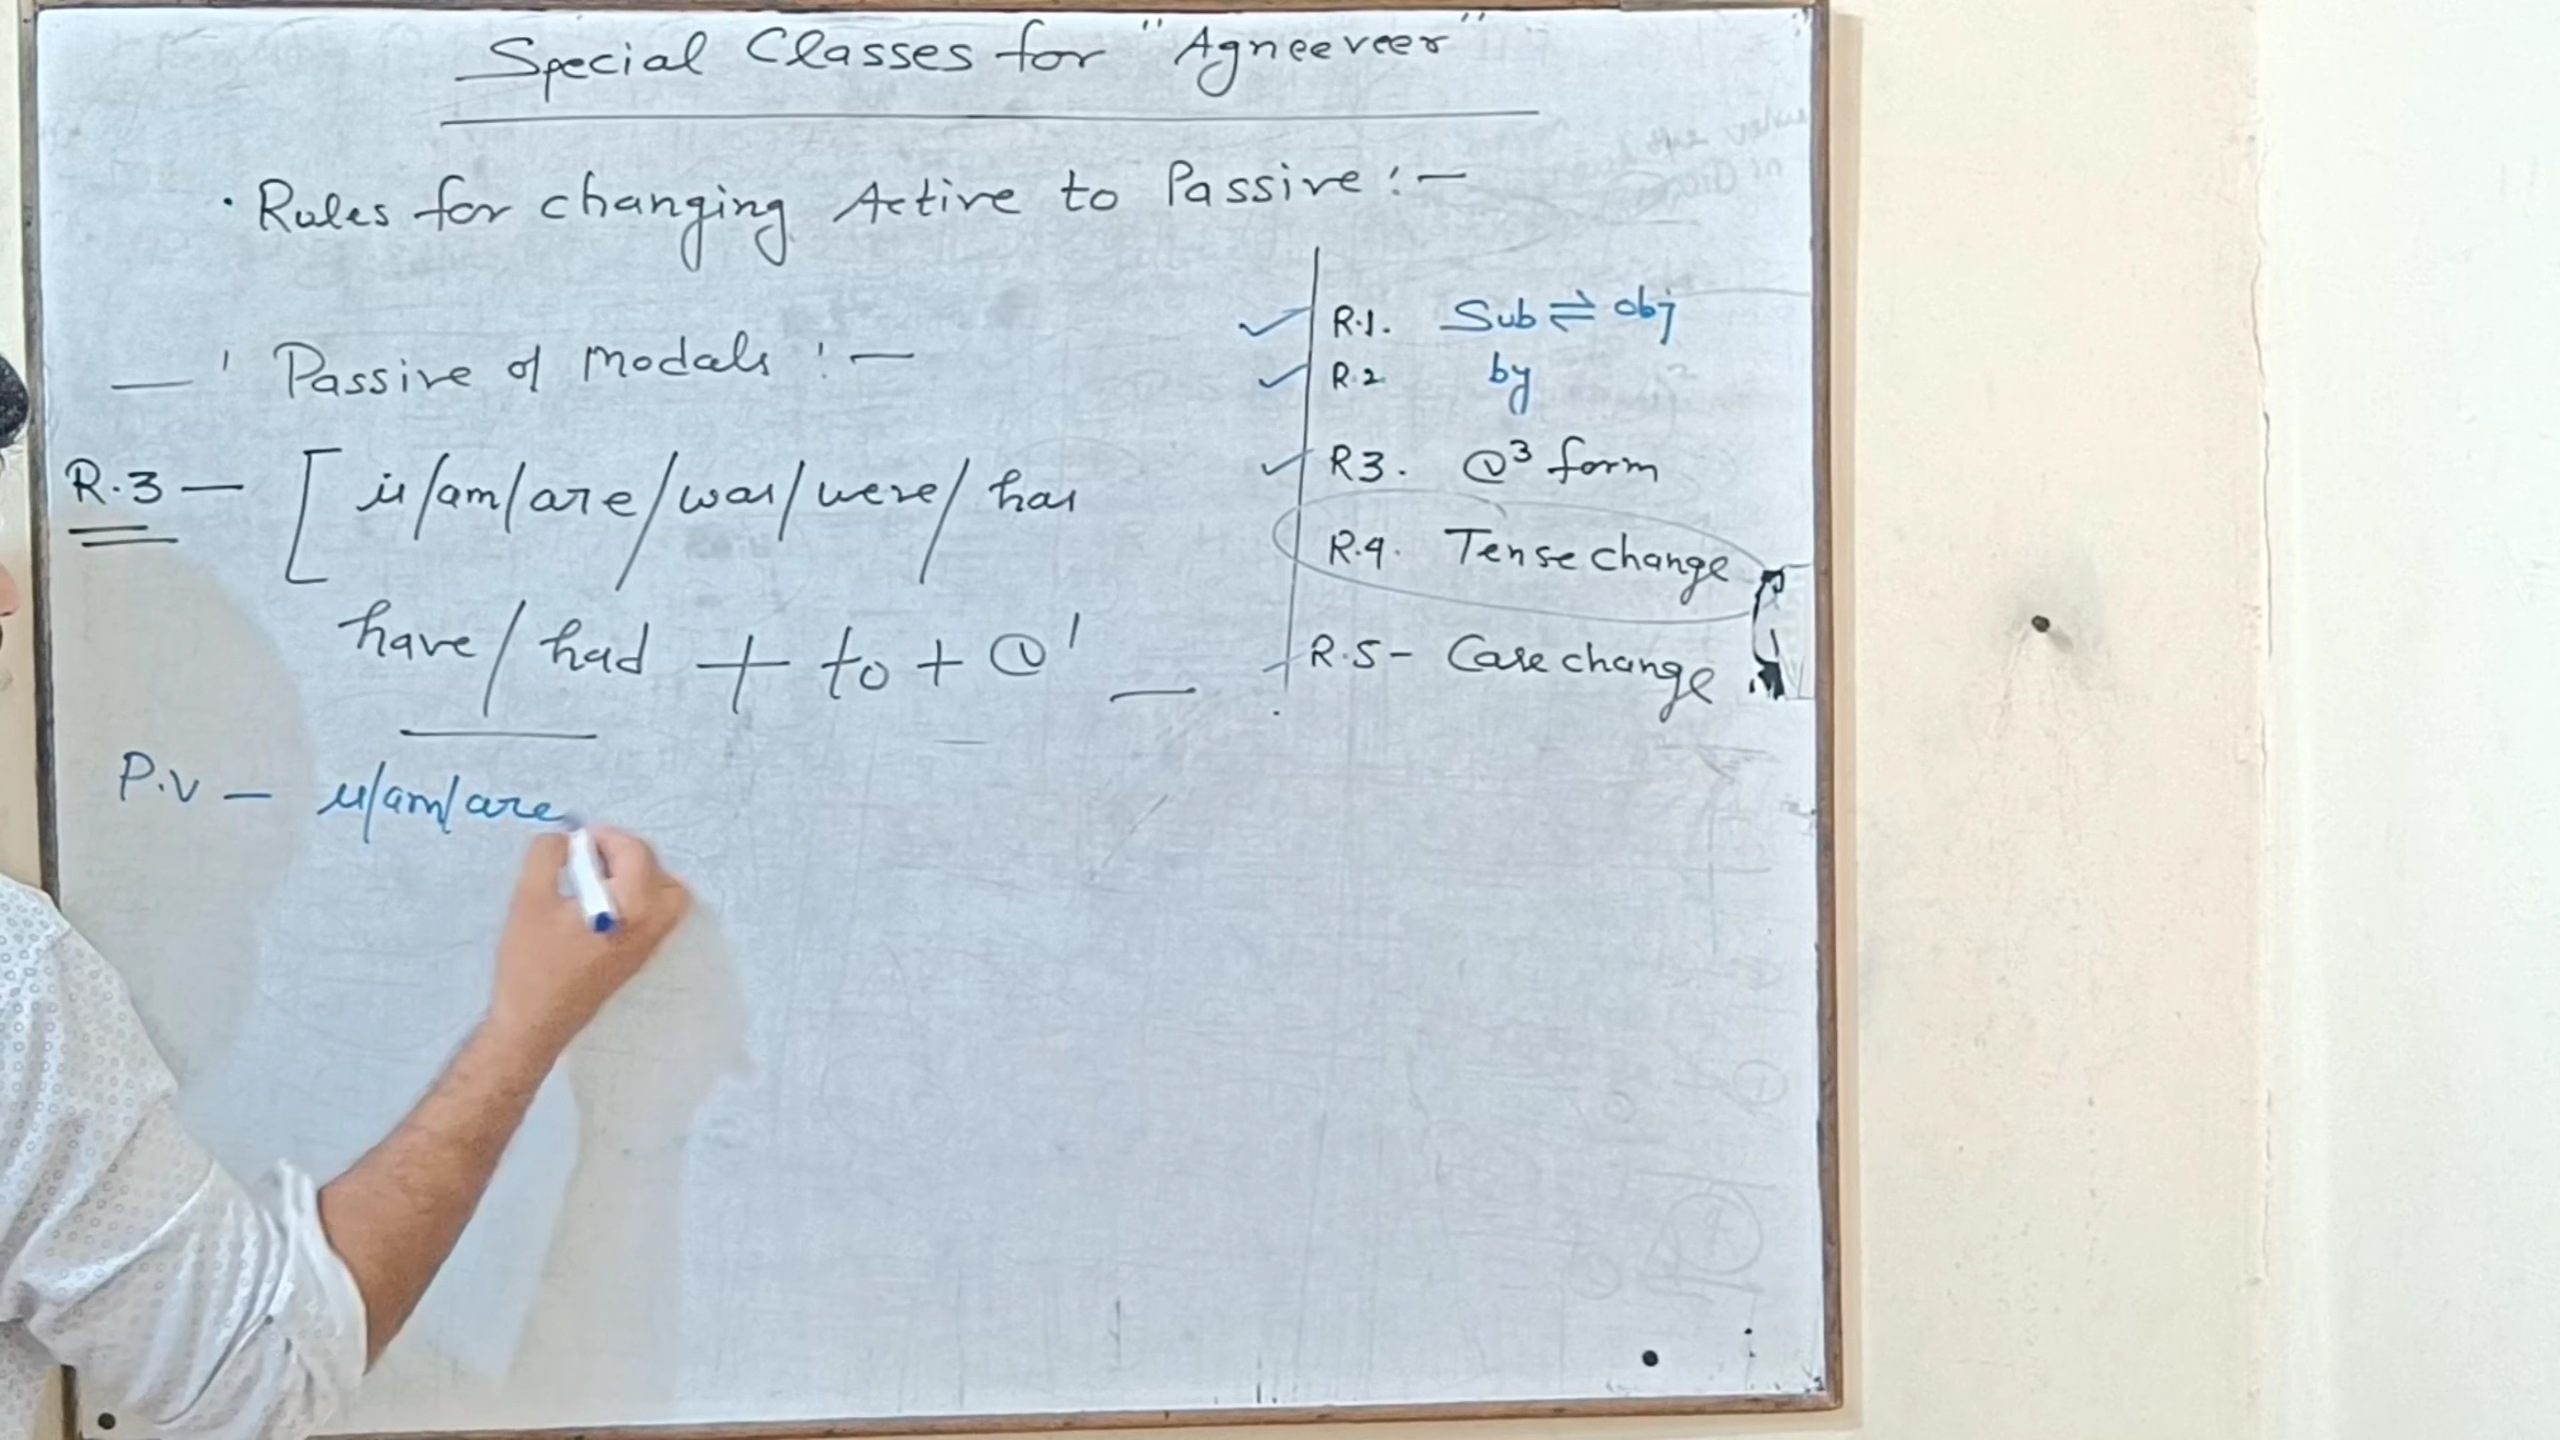 Special Classes for "Agneeveer"
· Rules for changing Active to Passive :-
— ' Passive of Modals ! —
R.3 — [ is/am/are/was/were/ has
have/ had + to + V¹ —
P.V — is/am/are
R.1. Sub ⇌ obj
R.2 by
R3. V³ form
R.4. Tense change
R.5- Case change